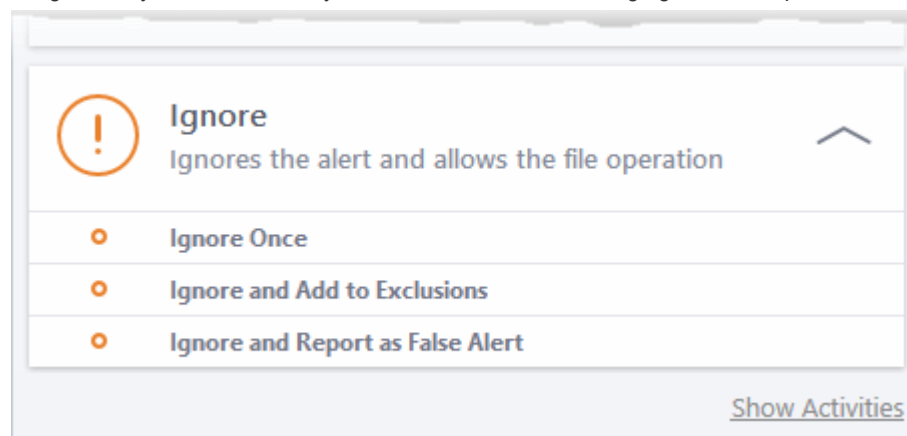 Ignore
Ignores the alert and allows the file operation
Ignore Once
Ignore and Add to Exclusions
Ignore and Report as False Alert
Show Activities